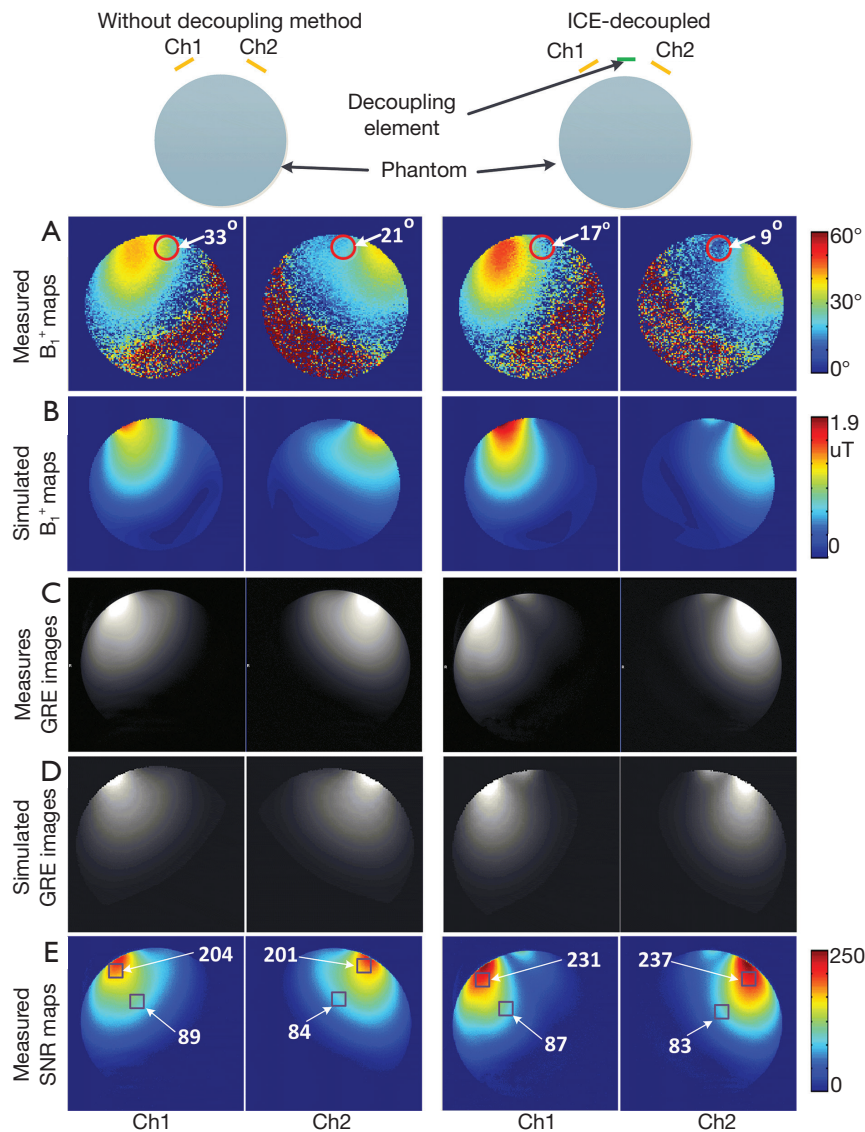 Without decoupling method
ICE-decoupled
Ch1
Ch2
Ch1
Ch2
Decoupling
element
Phantom
A
Measured
B₁⁺ maps
33°
21°
17°
9°
60°
30°
0°
B
Simulated
B₁⁺ maps
1.9
uT
0
C
Measures
GRE images
D
Simulated
GRE images
E
Measured
SNR maps
204
89
201
84
231
87
237
83
250
0
Ch1
Ch2
Ch1
Ch2